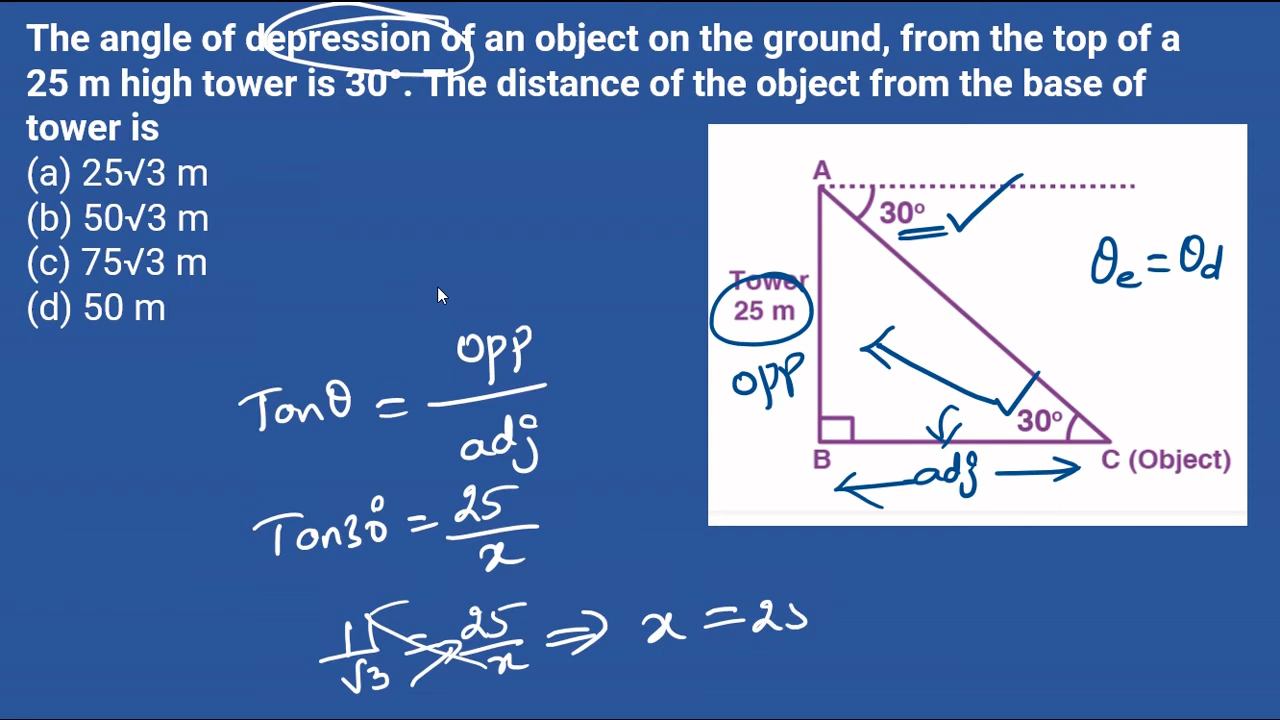 The angle of depression of an object on the ground, from the top of a
25 m high tower is 30°. The distance of the object from the base of
tower is
(a) 25√3 m
(b) 50√3 m
(c) 75√3 m
(d) 50 m
A
30º
θe = θd
Tower
25 m
opp
30º
B
adj
C (Object)
Tanθ = opp/adj
Tan30° = 25/x
1/√3 = 25/x ⇒ x = 25